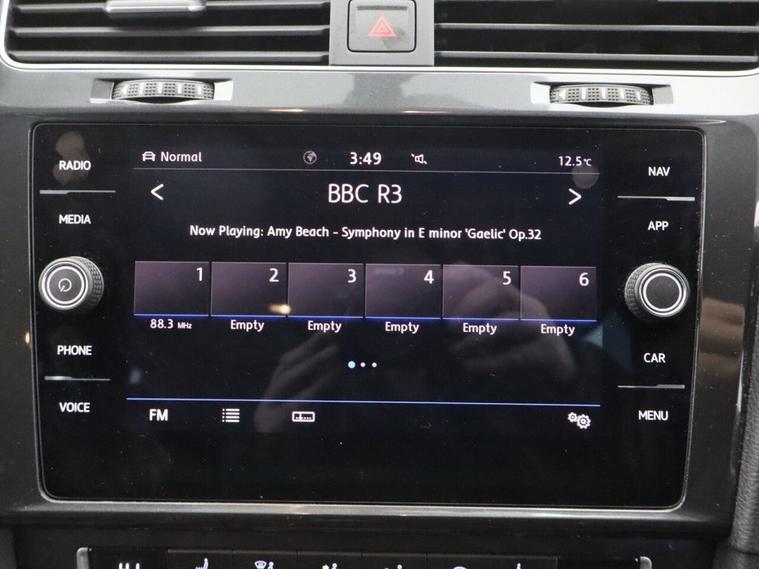 RADIO
MEDIA
PHONE
VOICE
Normal
3:49
12.5°C
< BBC R3 >
Now Playing: Amy Beach - Symphony in E minor 'Gaelic' Op.32
1 2 3 4 5 6
88.3 MHz Empty Empty Empty Empty Empty
FM
NAV
APP
CAR
MENU